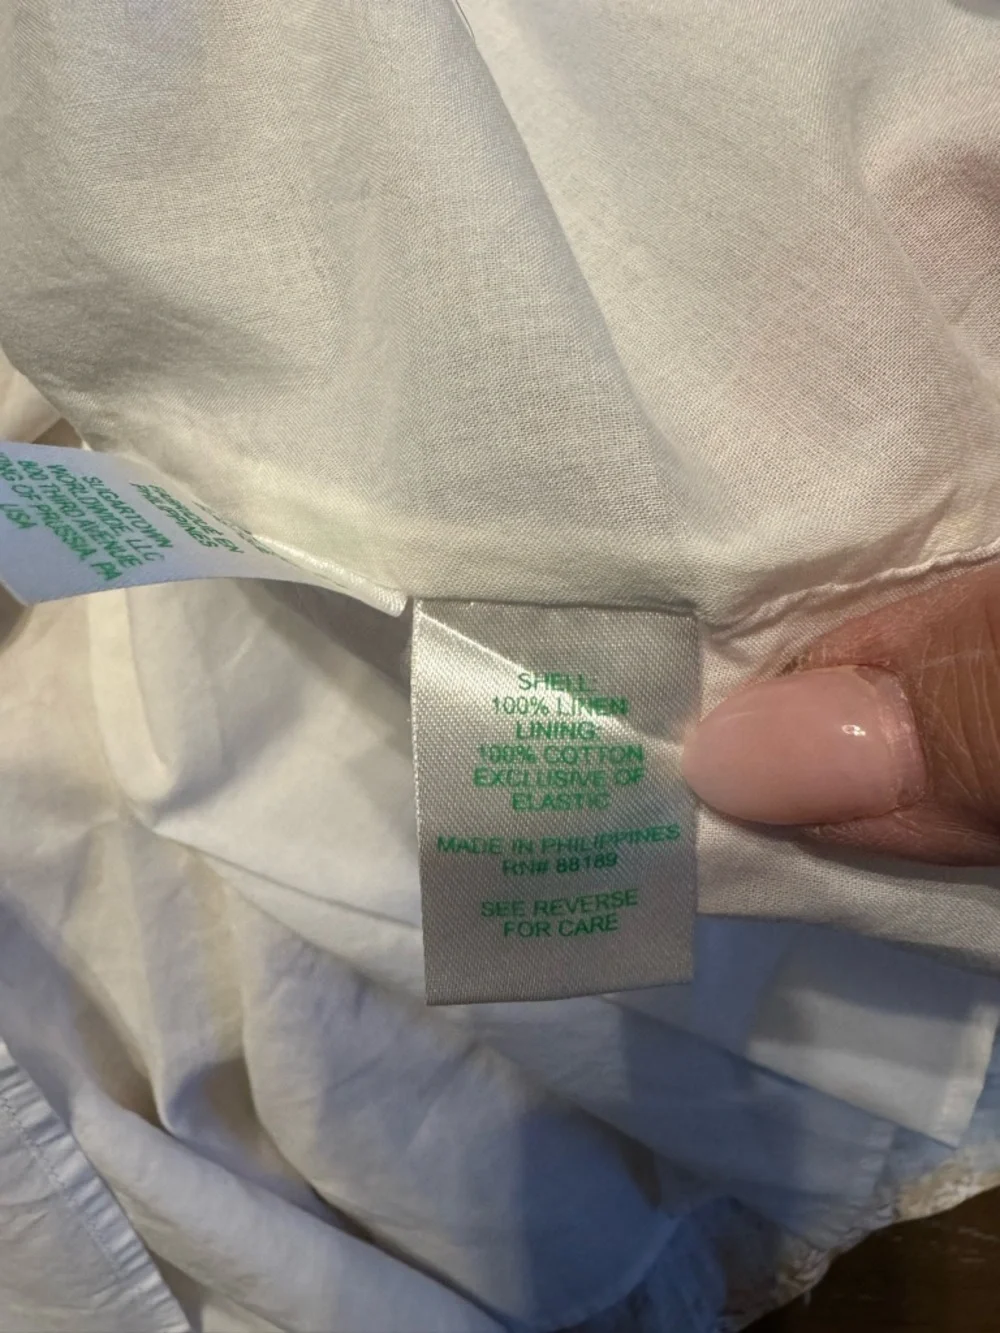 SUGARTOWN
WORLDWIDE, LLC
800 THIRD AVENUE
OF PRUSSIA, PA
USA
PHILIPPINES
SHELL:
100% LINEN
LINING:
100% COTTON
EXCLUSIVE OF
ELASTIC
MADE IN PHILIPPINES
RN# 88189
SEE REVERSE
FOR CARE